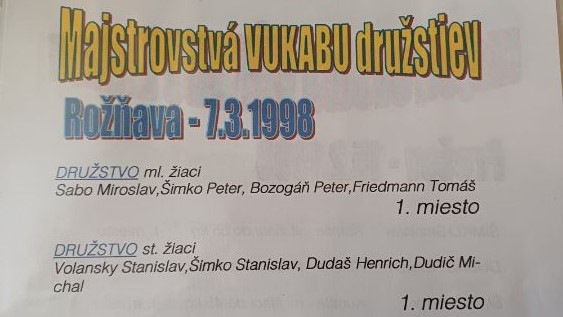 Majstrovstvá VUKABU družstiev
Rožňava - 7.3.1998
DRUŽSTVO ml. žiaci
Sabo Miroslav,Šimko Peter, Bozogáň Peter,Friedmann Tomáš
1. miesto
DRUŽSTVO st. žiaci
Volansky Stanislav,Šimko Stanislav, Dudaš Henrich,Dudič Mi-
chal
1. miesto